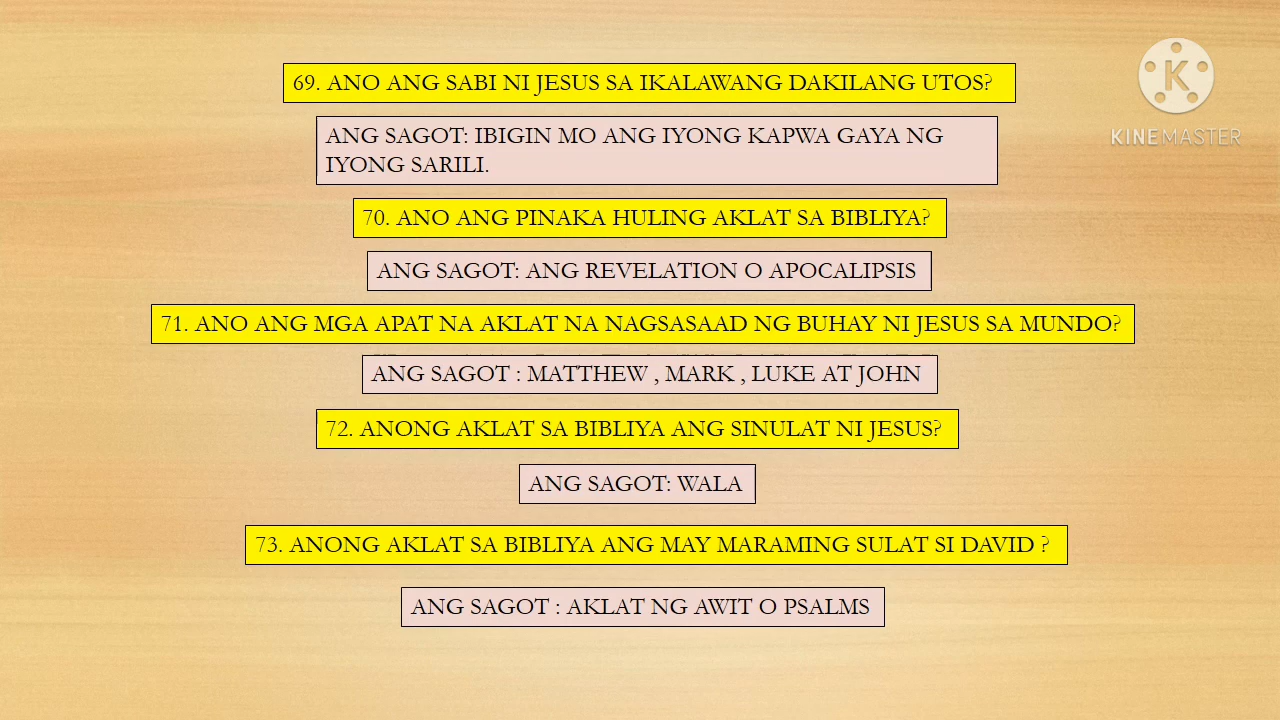 69. ANO ANG SABI NI JESUS SA IKALAWANG DAKILANG UTOS?
ANG SAGOT: IBIGIN MO ANG IYONG KAPWA GAYA NG
IYONG SARILI.
70. ANO ANG PINAKA HULING AKLAT SA BIBLIYA?
ANG SAGOT: ANG REVELATION O APOCALIPSIS
71. ANO ANG MGA APAT NA AKLAT NA NAGSASAAD NG BUHAY NI JESUS SA MUNDO?
ANG SAGOT : MATTHEW , MARK , LUKE AT JOHN
72. ANONG AKLAT SA BIBLIYA ANG SINULAT NI JESUS?
ANG SAGOT: WALA
73. ANONG AKLAT SA BIBLIYA ANG MAY MARAMING SULAT SI DAVID ?
ANG SAGOT : AKLAT NG AWIT O PSALMS
K
KINEMASTER